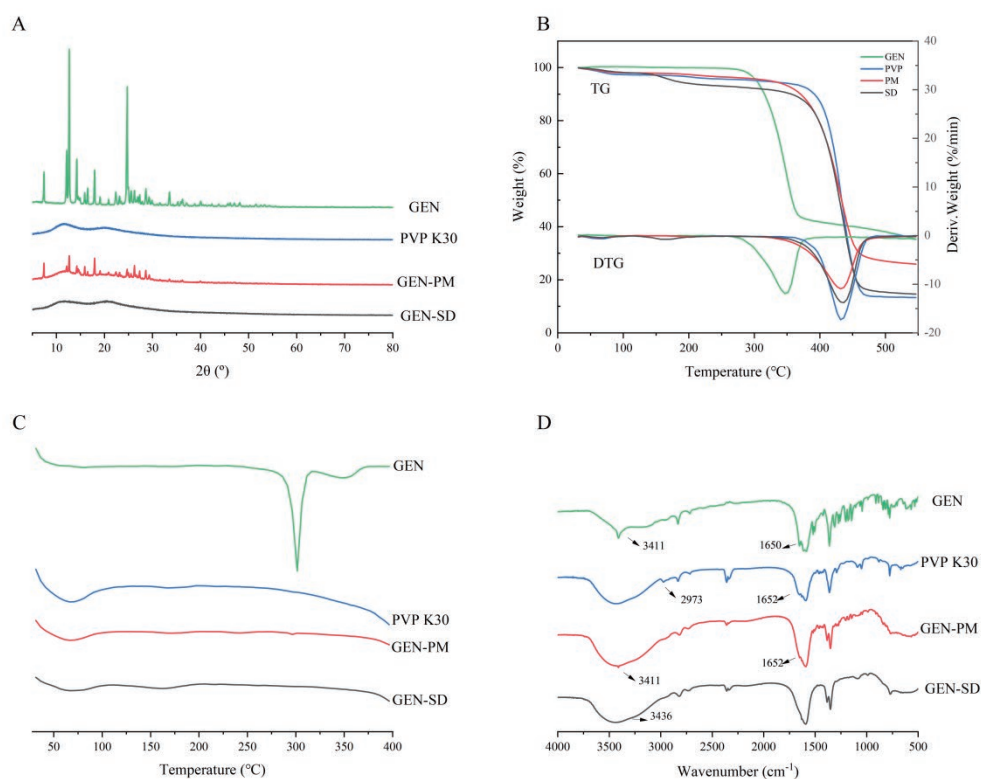 A
GEN
PVP K30
GEN-PM
GEN-SD
10 20 30 40 50 60 70 80
2θ (º)
B
GEN
PVP
PM
SD
TG
DTG
100
80
60
40
20
0
Weight (%)
40
30
20
10
0
-10
-20
Deriv.Weight (%/min)
0 100 200 300 400 500
Temperature (℃)
C
GEN
PVP K30
GEN-PM
GEN-SD
50 100 150 200 250 300 350 400
Temperature (℃)
D
GEN
3411
1650
PVP K30
2973
1652
GEN-PM
3411
1652
GEN-SD
3436
4000 3500 3000 2500 2000 1500 1000 500
Wavenumber (cm⁻¹)